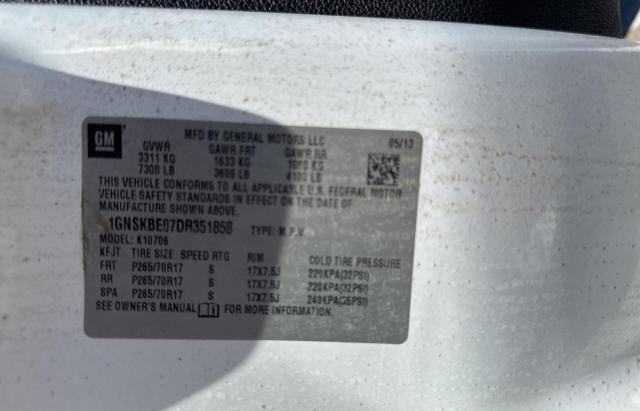 GM
MFD BY GENERAL MOTORS LLC 05/13
GVWR GAWR FRT GAWR RR
3311 KG 1633 KG
7300 LB 3600 LB 4100 LB
THIS VEHICLE CONFORMS TO ALL APPLICABLE U.S. FEDERAL MOTOR
VEHICLE SAFETY STANDARDS IN EFFECT ON THE DATE OF
MANUFACTURE SHOWN ABOVE.
1GNSKBE07DR351858 TYPE: M.P.V.
MODEL: K10706
KFJT TIRE SIZE SPEED RTG RIM COLD TIRE PRESSURE
FRT P265/70R17 S 17X7.5J 220KPA(32PSI)
RR P265/70R17 S 17X7.5J 220KPA(32PSI)
SPA P265/70R17 S 17X7.5J 240KPA(35PSI)
SEE OWNER'S MANUAL FOR MORE INFORMATION.